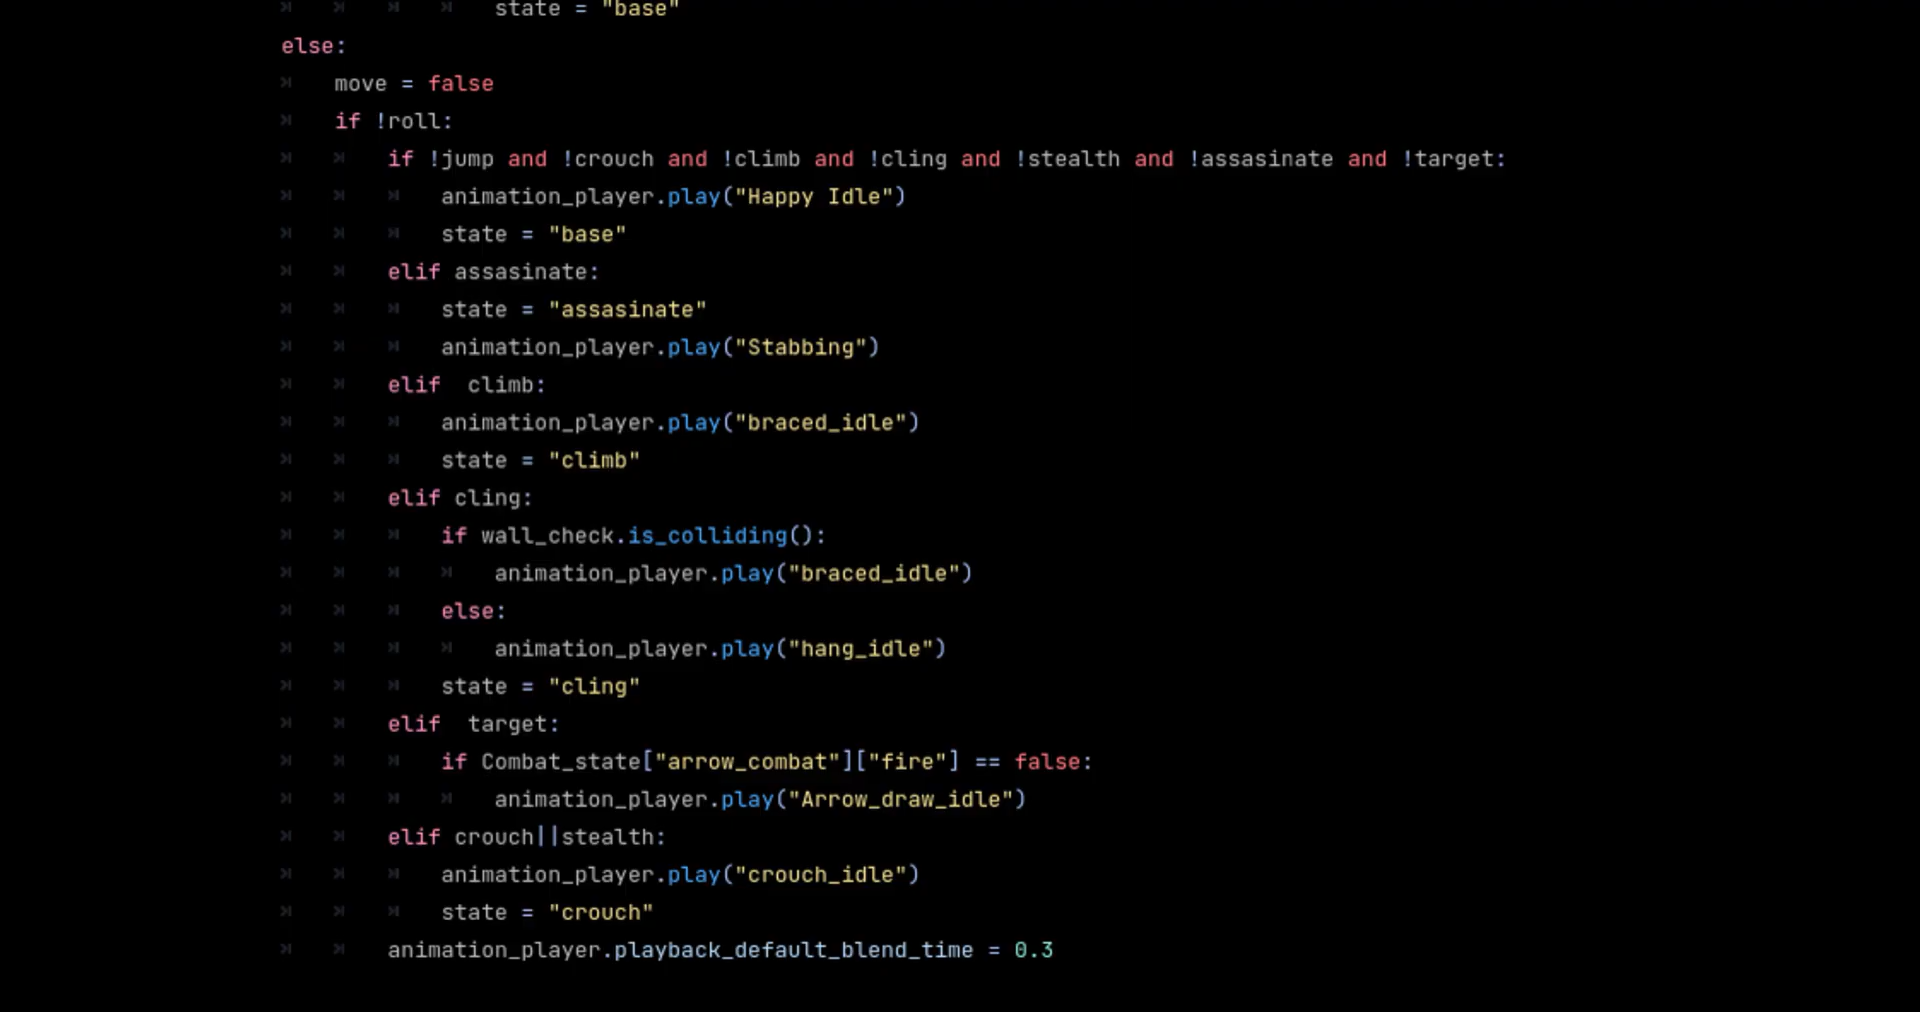 state = "base"
else:
move = false
if !roll:
if !jump and !crouch and !climb and !cling and !stealth and !assasinate and !target:
animation_player.play("Happy Idle")
state = "base"
elif assasinate:
state = "assasinate"
animation_player.play("Stabbing")
elif  climb:
animation_player.play("braced_idle")
state = "climb"
elif cling:
if wall_check.is_colliding():
animation_player.play("braced_idle")
else:
animation_player.play("hang_idle")
state = "cling"
elif  target:
if Combat_state["arrow_combat"]["fire"] == false:
animation_player.play("Arrow_draw_idle")
elif crouch||stealth:
animation_player.play("crouch_idle")
state = "crouch"
animation_player.playback_default_blend_time = 0.3